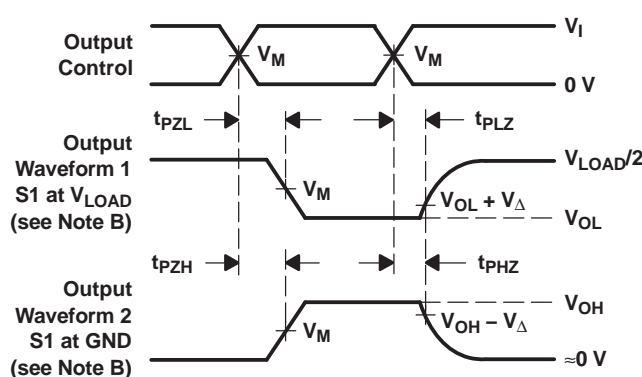 Output
Control
V_I
V_M
V_M
0 V
t_PZL
t_PLZ
Output
Waveform 1
S1 at V_LOAD
(see Note B)
V_LOAD/2
V_M
V_OL + V_Δ
V_OL
t_PZH
t_PHZ
Output
Waveform 2
S1 at GND
(see Note B)
V_OH
V_M
V_OH – V_Δ
≈0 V